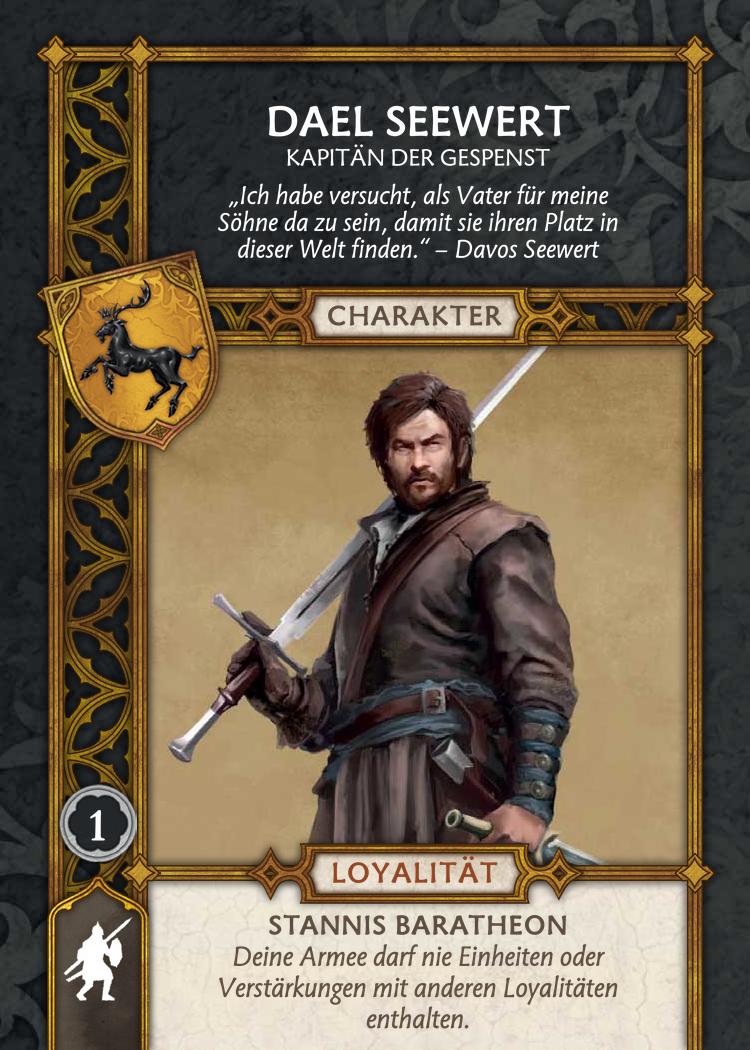 DAEL SEEWERT
KAPITÄN DER GESPENST
„Ich habe versucht, als Vater für meine
Söhne da zu sein, damit sie ihren Platz in
dieser Welt finden.“ – Davos Seewert
CHARAKTER
1
LOYALITÄT
STANNIS BARATHEON
Deine Armee darf nie Einheiten oder
Verstärkungen mit anderen Loyalitäten
enthalten.